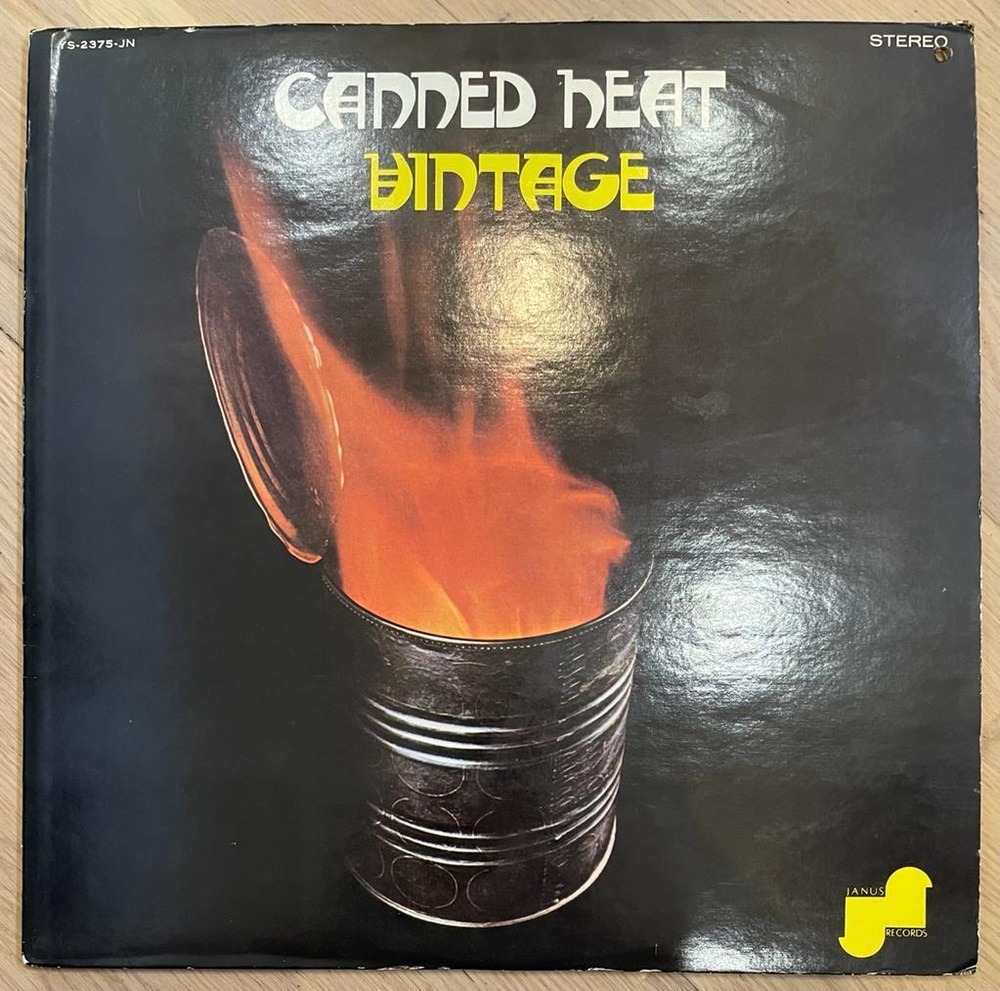 YS-2375-JN
STEREO
CANNED HEAT
VINTAGE
JANUS
RECORDS